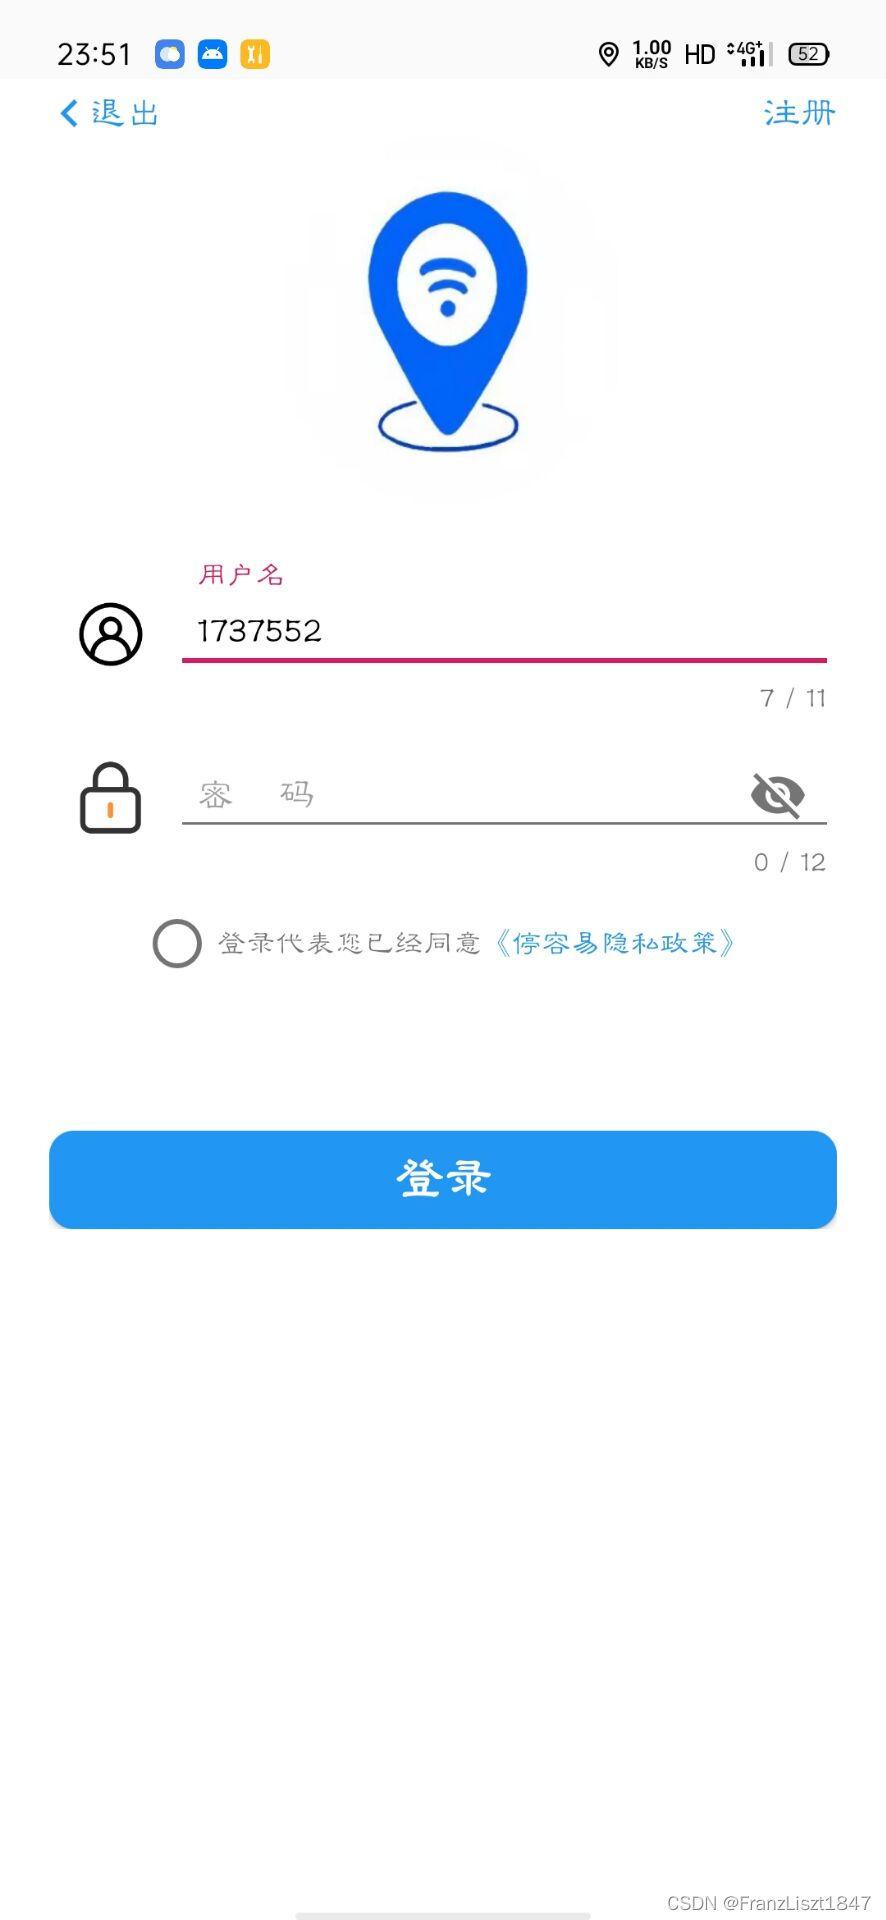 23:51 1.00 KB/S HD 4G+ 52
退出 注册
用户名
1737552
7 / 11
密 码
0 / 12
登录代表您已经同意《停容易隐私政策》
登录
CSDN @FranzLiszt1847